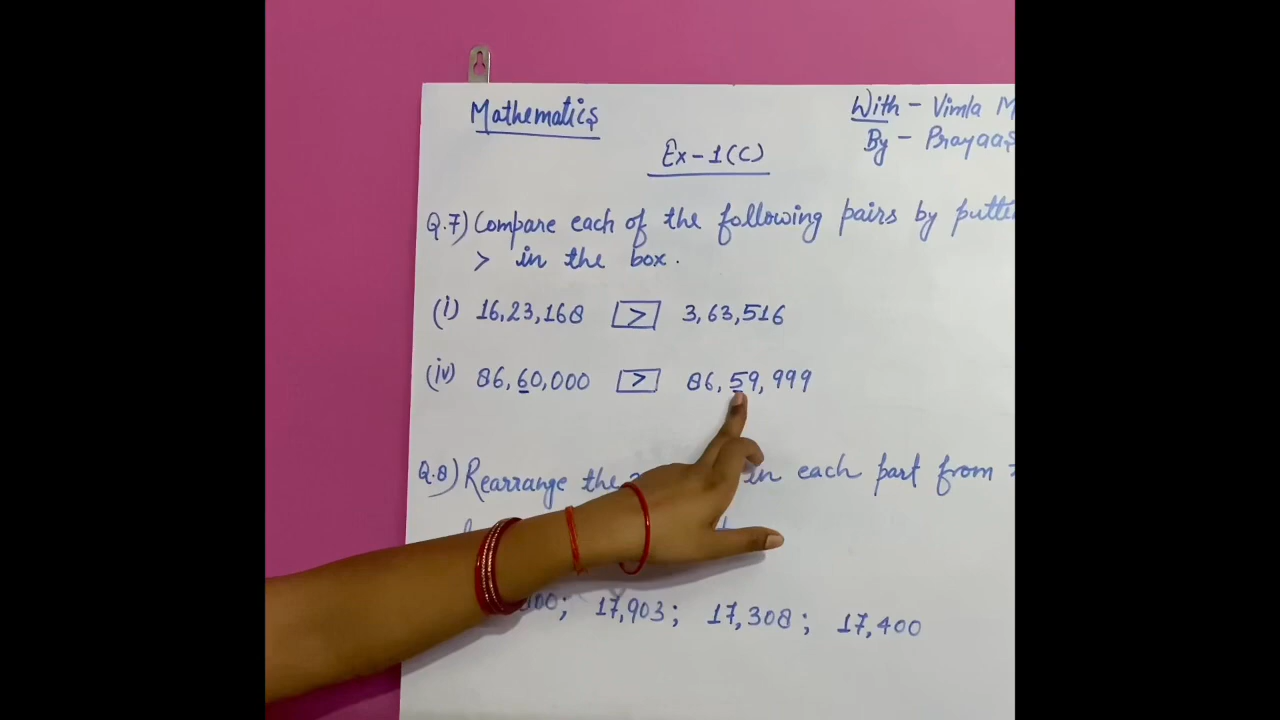 Mathematics
With - Vimla
By - Prayaas
Ex-1(C)
Q.7) Compare each of the following pairs by
> in the box.
(i) 16,23,168 > 3,63,516
(iv) 86,60,000 > 86,59,999
Q.8) Rearrange the in each part from
17,903; 17,308; 17,400